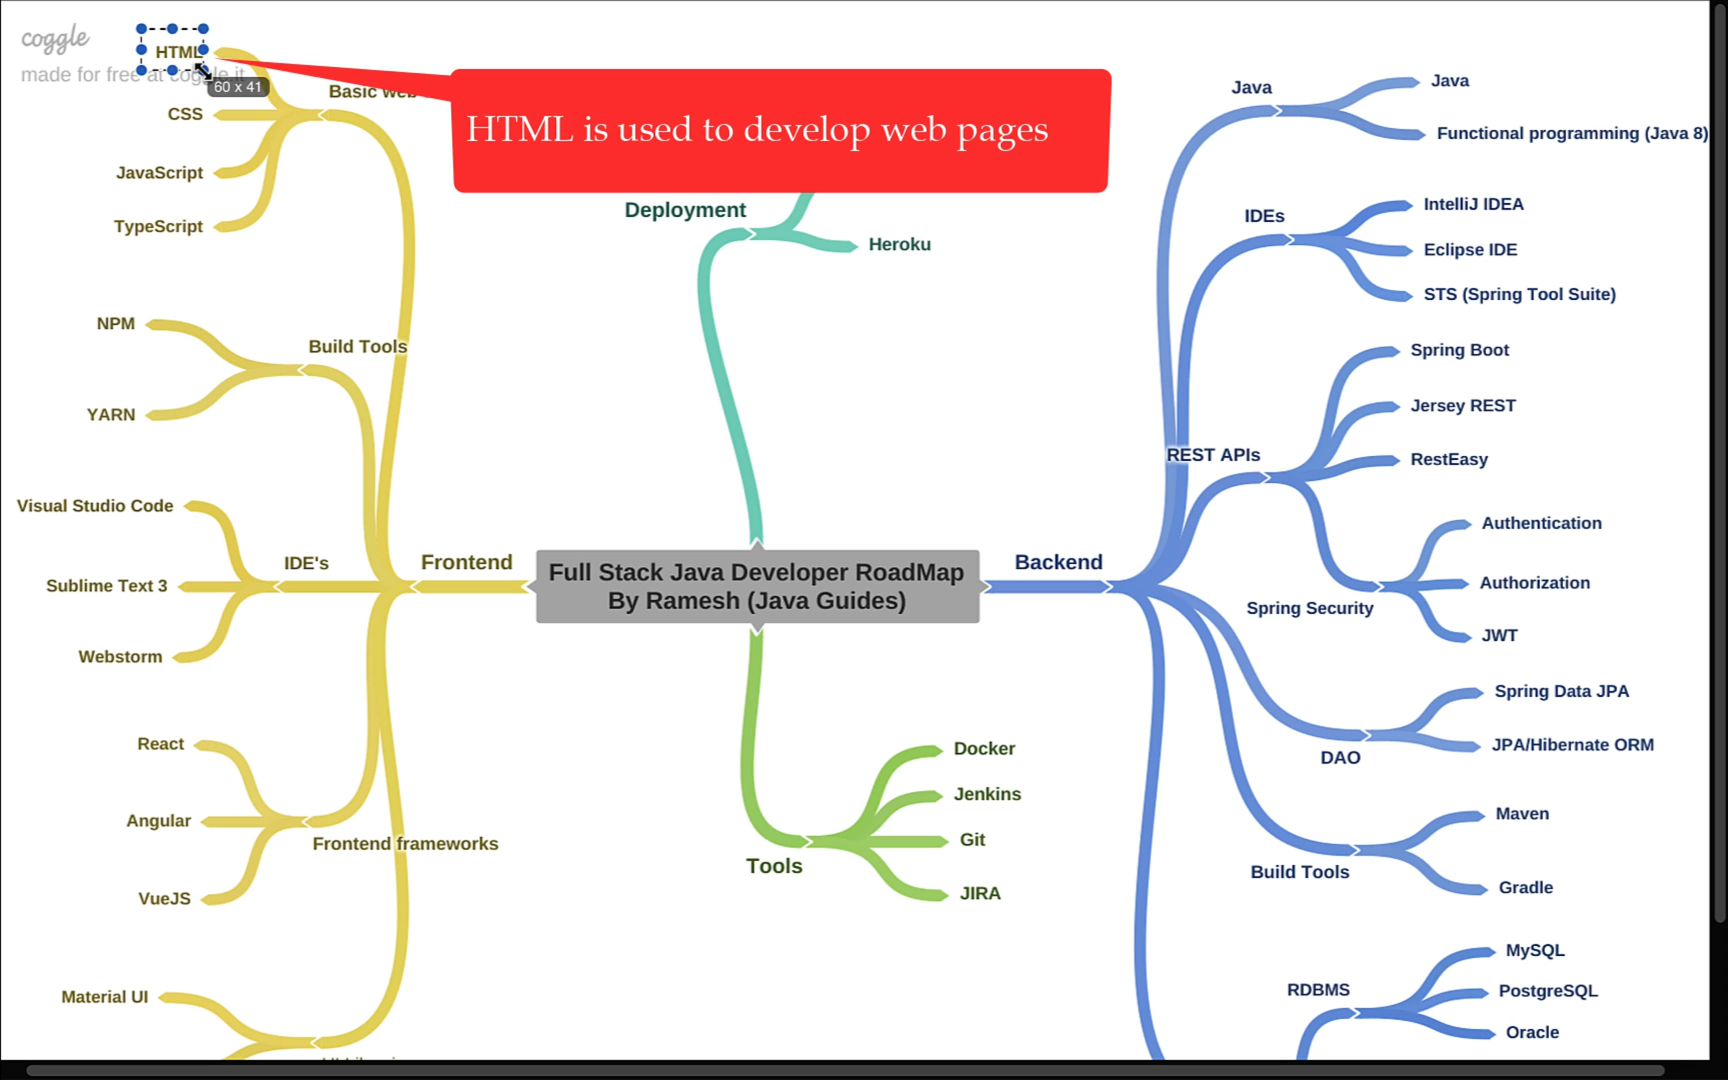 coggle
made for free at coggle.it
HTML
60 x 41
Basic web
HTML is used to develop web pages
CSS
JavaScript
TypeScript
NPM
Build Tools
YARN
Visual Studio Code
IDE's
Sublime Text 3
Webstorm
Frontend
React
Angular
Frontend frameworks
VueJS
Material UI
Deployment
Heroku
Full Stack Java Developer RoadMap
By Ramesh (Java Guides)
Docker
Jenkins
Git
Tools
JIRA
Backend
Java
Java
Functional programming (Java 8)
IDEs
IntelliJ IDEA
Eclipse IDE
STS (Spring Tool Suite)
Spring Boot
Jersey REST
REST APIs
RestEasy
Authentication
Authorization
Spring Security
JWT
Spring Data JPA
JPA/Hibernate ORM
DAO
Maven
Build Tools
Gradle
MySQL
RDBMS
PostgreSQL
Oracle